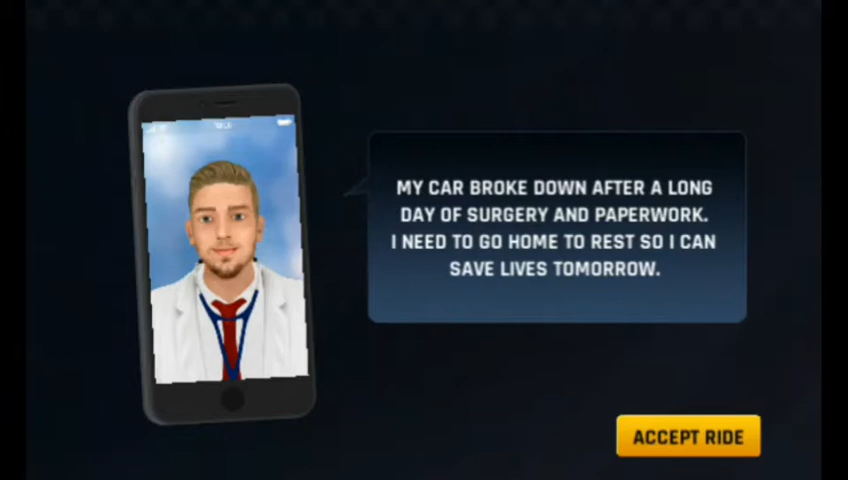 MY CAR BROKE DOWN AFTER A LONG
DAY OF SURGERY AND PAPERWORK.
I NEED TO GO HOME TO REST SO I CAN
SAVE LIVES TOMORROW.
ACCEPT RIDE